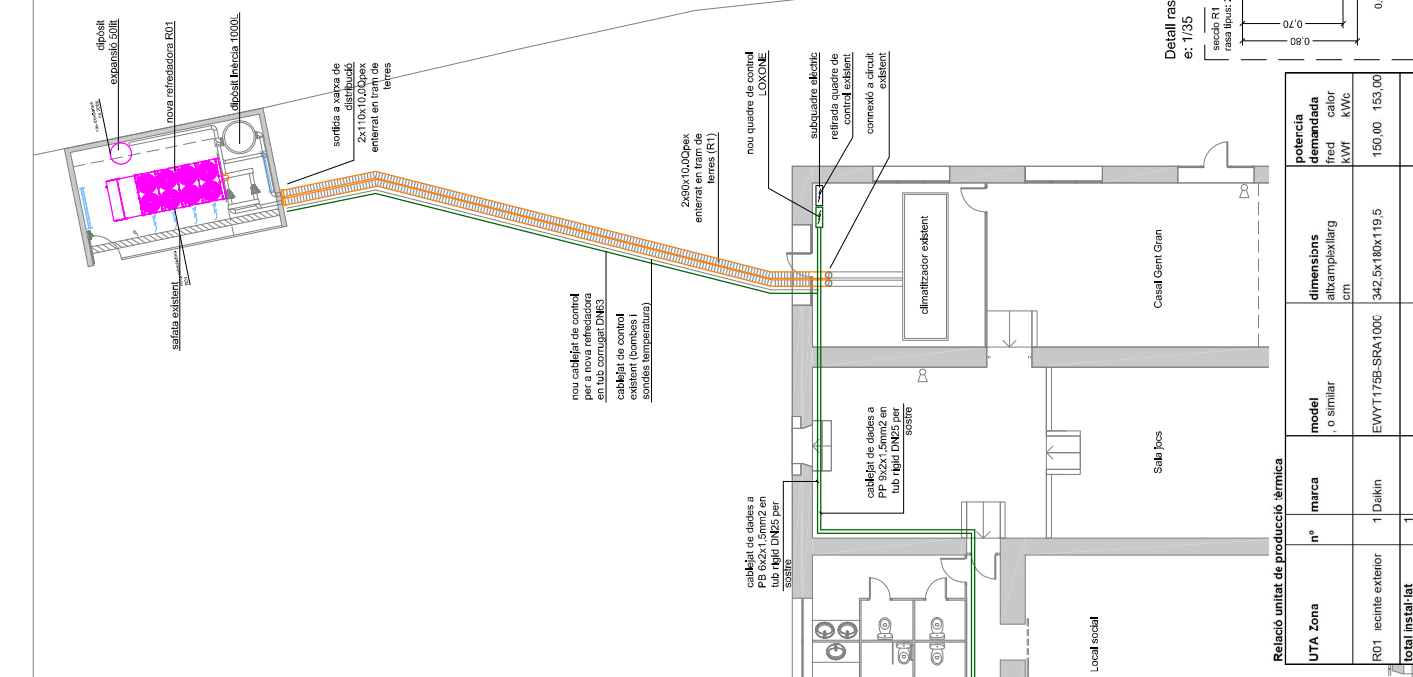 dipòsit
expansió 50lit
nova refredadora R01
dipòsit Inèrcia 1000L
sortida a xarxa de
distribució
2x110x10.0Qpex
enterrat en tram de
terres
safata existent
R01
nou cablejat de control
per a nova refredadora
en tub corrugat DN63
cablejat de control
existent (bombes i
sondes temperatura)
2x90x10.0Qpex
enterrat en tram de
terres (R1)
nou quadre de control
LOXONE
subquadre elèctric
retirada quadre de
control existent
connexió a circuit
existent
climatitzador existent
Casal Gent Gran
Sala jocs
Local social
cablejat de dades a
PP 9x2x1,5mm2 en
tub rígid DN25 per
sostre
cablejat de dades a
PB 6x2x1,5mm2 en
tub rígid DN25 per
sostre
Detall ras
e: 1/35
secció R1
rasa tipus: 2
0,70
0,80
Relació unitat de producció tèrmica
UTA Zona nº marca model dimensions potencia
, o similar altxamplexllarg demandada
cm fred calor
kWf kWc
R01 recinte exterior 1 Daikin EWYT175B-SRA1000 342,5x180x119,5 150,00 153,00
total instal·lat 1